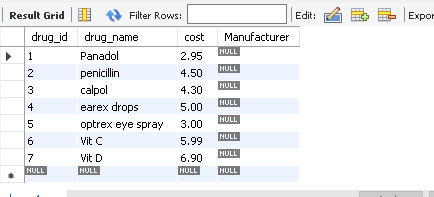 Result Grid Filter Rows: Edit: Export
drug_id drug_name cost Manufacturer
1 Panadol 2.95 NULL
2 penicillin 4.50 NULL
3 calpol 4.30 NULL
4 earex drops 5.00 NULL
5 optrex eye spray 3.00 NULL
6 Vit C 5.99 NULL
7 Vit D 6.90 NULL
NULL NULL NULL NULL